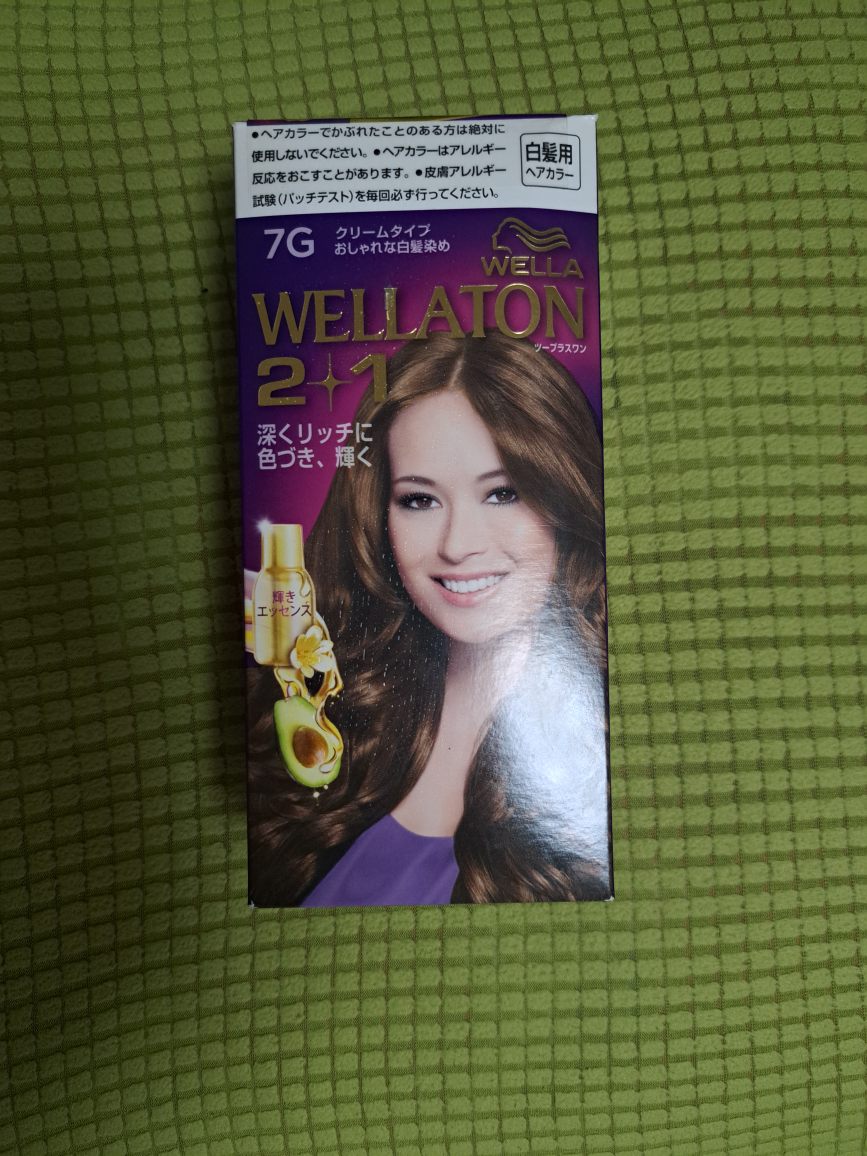 ●ヘアカラーでかぶれたことのある方は絶対に
使用しないでください。●ヘアカラーはアレルギー
反応をおこすことがあります。●皮膚アレルギー
試験(パッチテスト)を毎回必ず行ってください。
白髪用
ヘアカラー
7G
クリームタイプ
おしゃれな白髪染め
WELLA
WELLATON
ツープラスワン
2+1
深くリッチに
色づき、輝く
輝き
エッセンス